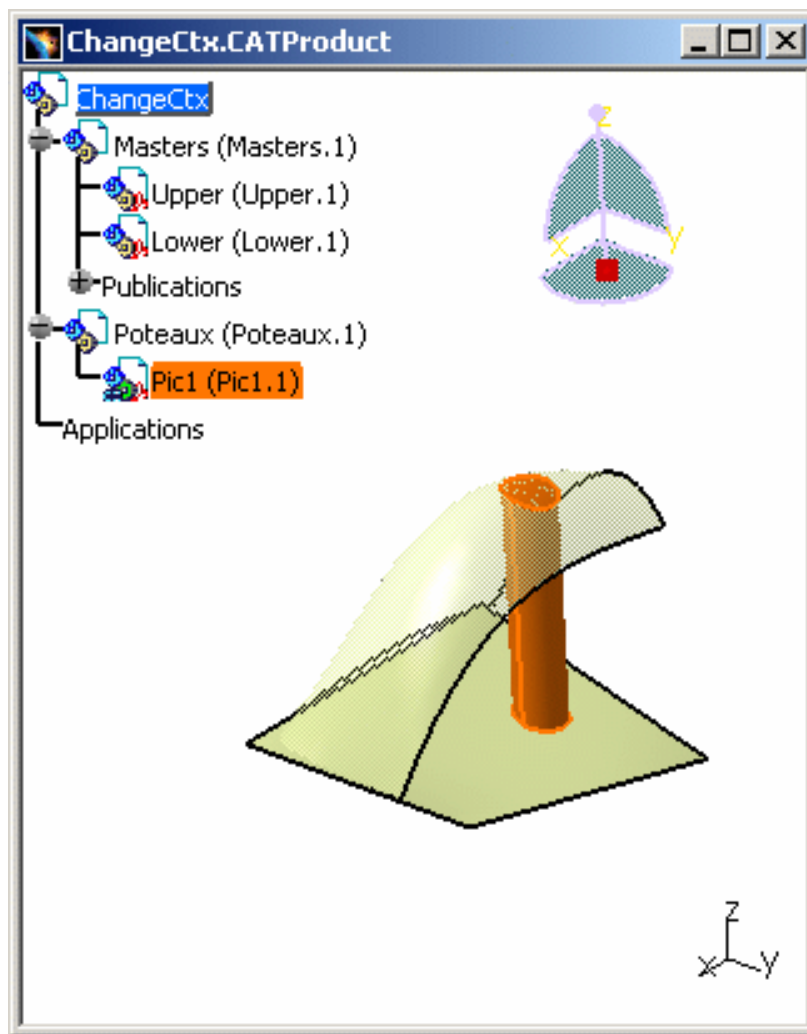 ChangeCtx.CATProduct
ChangeCtx
Masters (Masters.1)
Upper (Upper.1)
Lower (Lower.1)
Publications
Poteaux (Poteaux.1)
Pic1 (Pic1.1)
Applications
z
x y
z
x y